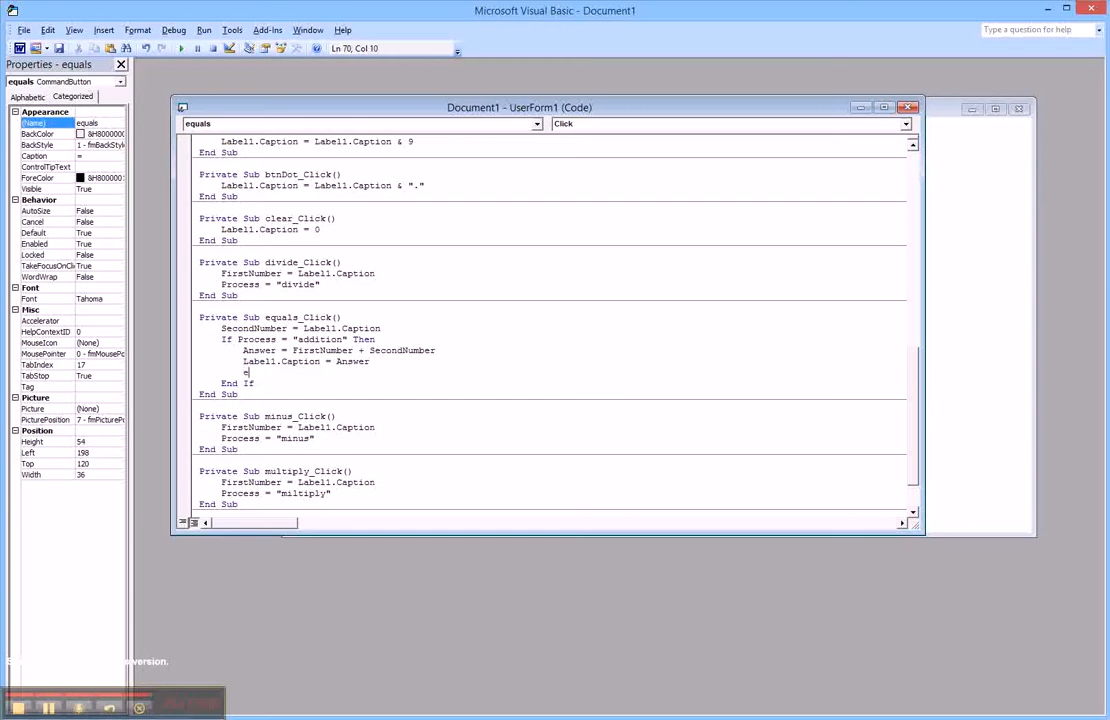 Microsoft Visual Basic - Document1
File Edit View Insert Format Debug Run Tools Add-Ins Window Help
Type a question for help
Ln 70, Col 10
Properties - equals
equals CommandButton
Alphabetic Categorized
Appearance
(Name) equals
BackColor &H800000
BackStyle 1 - fmBackStyle
Caption =
ControlTipText
ForeColor &H800001
Visible True
Behavior
AutoSize False
Cancel False
Default True
Enabled True
Locked False
TakeFocusOnCl True
WordWrap False
Font
Font Tahoma
Misc
Accelerator
HelpContextID 0
MouseIcon (None)
MousePointer 0 - fmMousePo
TabIndex 17
TabStop True
Tag
Picture
Picture (None)
PicturePosition 7 - fmPicturePo
Position
Height 54
Left 198
Top 120
Width 36
Document1 - UserForm1 (Code)
equals Click
Label1.Caption = Label1.Caption & 9
End Sub
Private Sub btnDot_Click()
Label1.Caption = Label1.Caption & "."
End Sub
Private Sub clear_Click()
Label1.Caption = 0
End Sub
Private Sub divide_Click()
FirstNumber = Label1.Caption
Process = "divide"
End Sub
Private Sub equals_Click()
SecondNumber = Label1.Caption
If Process = "addition" Then
Answer = FirstNumber + SecondNumber
Label1.Caption = Answer
e
End If
End Sub
Private Sub minus_Click()
FirstNumber = Label1.Caption
Process = "minus"
End Sub
Private Sub multiply_Click()
FirstNumber = Label1.Caption
Process = "miltiply"
End Sub
version.